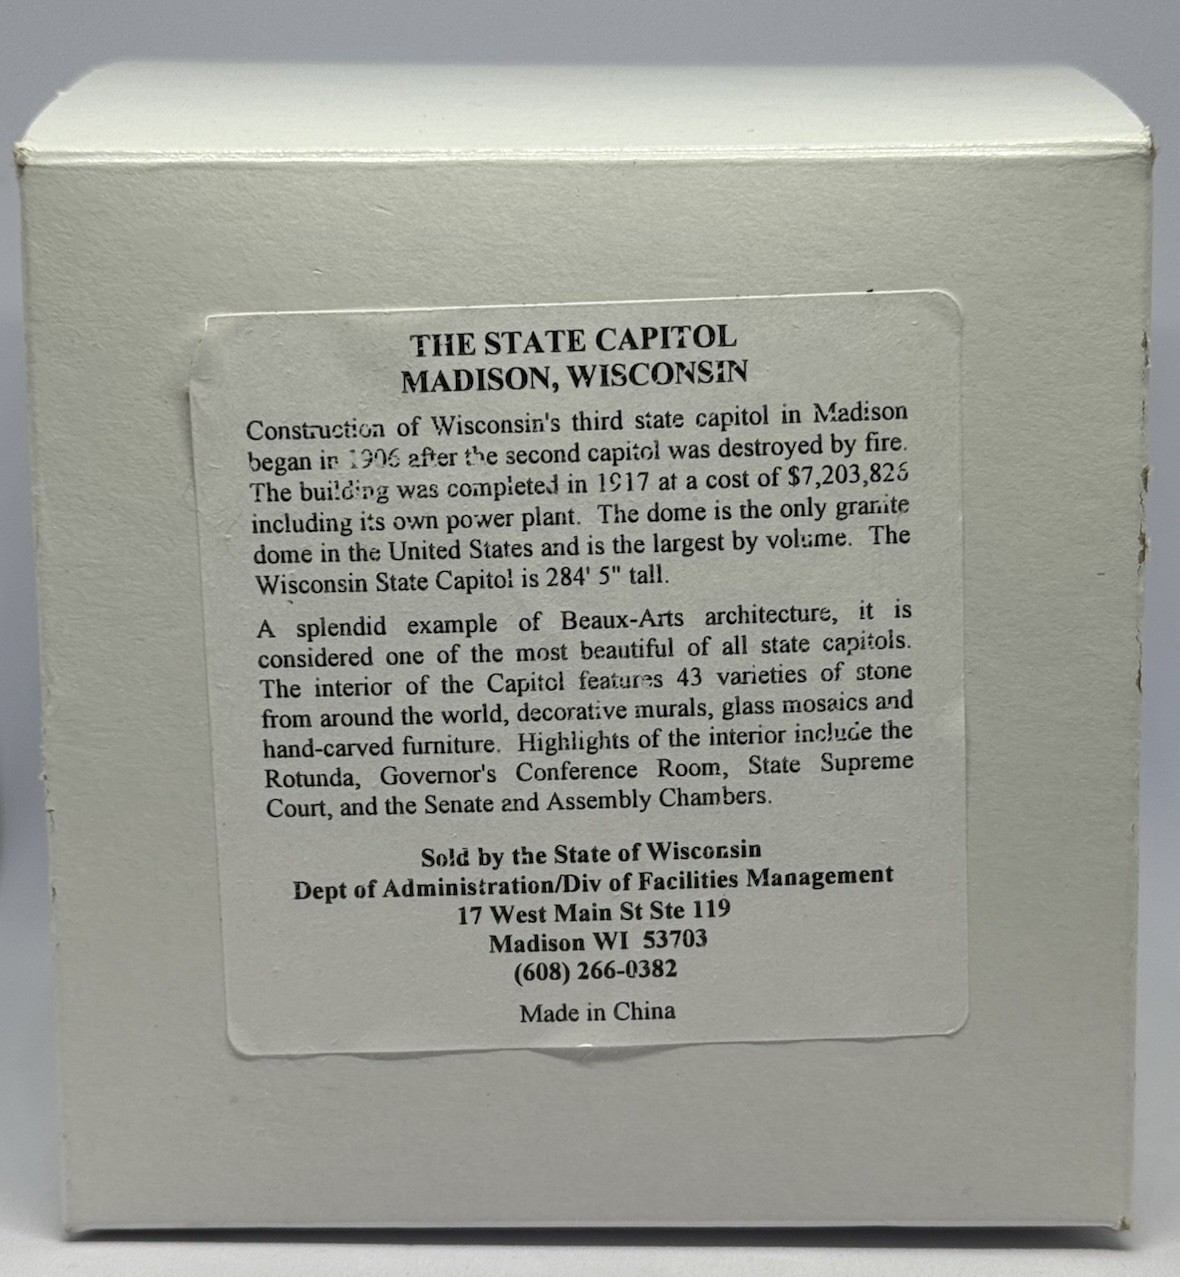 THE STATE CAPITOL
MADISON, WISCONSIN
Construction of Wisconsin's third state capitol in Madison
began in 1906 after the second capitol was destroyed by fire.
The building was completed in 1917 at a cost of $7,203,826
including its own power plant. The dome is the only granite
dome in the United States and is the largest by volume. The
Wisconsin State Capitol is 284' 5" tall.
A splendid example of Beaux-Arts architecture, it is
considered one of the most beautiful of all state capitols.
The interior of the Capitol features 43 varieties of stone
from around the world, decorative murals, glass mosaics and
hand-carved furniture. Highlights of the interior include the
Rotunda, Governor's Conference Room, State Supreme
Court, and the Senate and Assembly Chambers.
Sold by the State of Wisconsin
Dept of Administration/Div of Facilities Management
17 West Main St Ste 119
Madison WI 53703
(608) 266-0382
Made in China